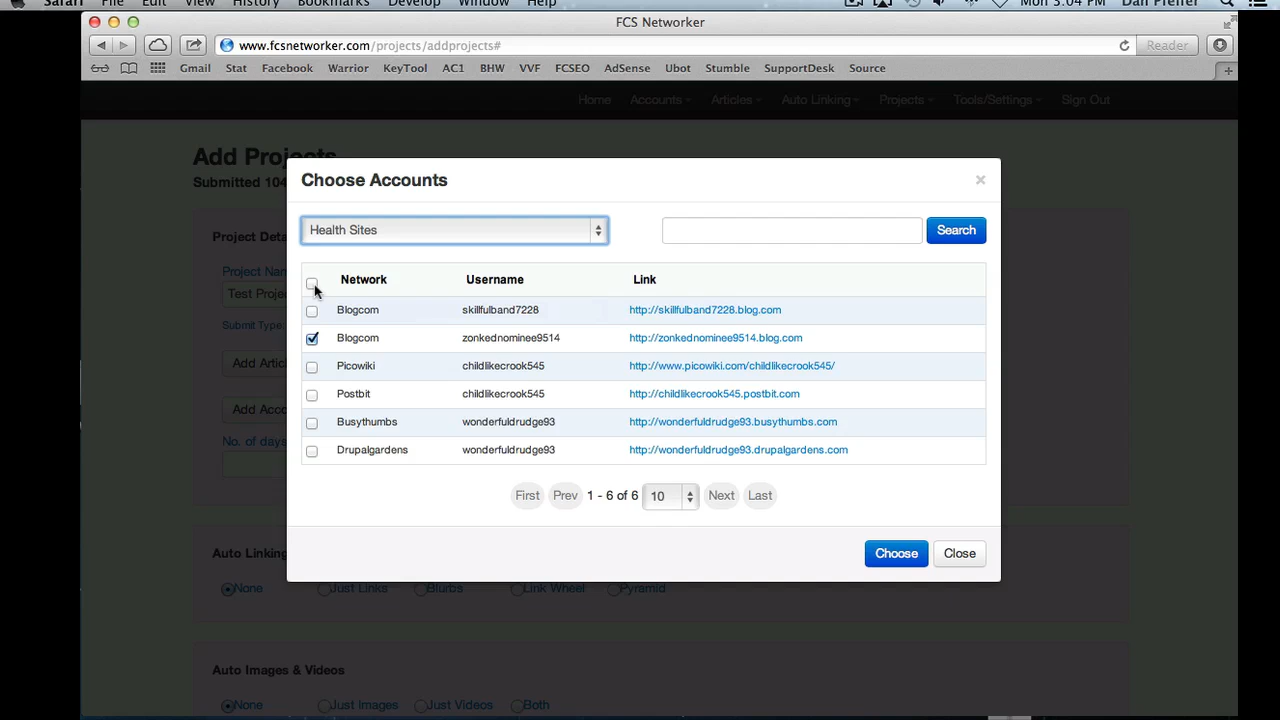 Safari File Edit View History Bookmarks Develop Window Help Mon 3:04 PM Dan Pfeffer
FCS Networker
www.fcsnetworker.com/projects/addprojects# Reader
Gmail Stat Facebook Warrior KeyTool AC1 BHW VVF FCSEO AdSense Ubot Stumble SupportDesk Source
Home Accounts Articles Auto Linking Projects Tools/Settings Sign Out
Add Projects
Submitted 104
Choose Accounts
Health Sites
Search
Project Deta
Project Nam
Test Projec
Submit Type:
Add Artic
Add Acco
No. of days
Network Username Link
Blogcom skillfulband7228 http://skillfulband7228.blog.com
Blogcom zonkednominee9514 http://zonkednominee9514.blog.com
Picowiki childlikecrook545 http://www.picowiki.com/childlikecrook545/
Postbit childlikecrook545 http://childlikecrook545.postbit.com
Busythumbs wonderfuldrudge93 http://wonderfuldrudge93.busythumbs.com
Drupalgardens wonderfuldrudge93 http://wonderfuldrudge93.drupalgardens.com
First Prev 1 - 6 of 6 10 Next Last
Choose Close
Auto Linking
None Just Links Blurbs Link Wheel Pyramid
Auto Images & Videos
None Just Images Just Videos Both